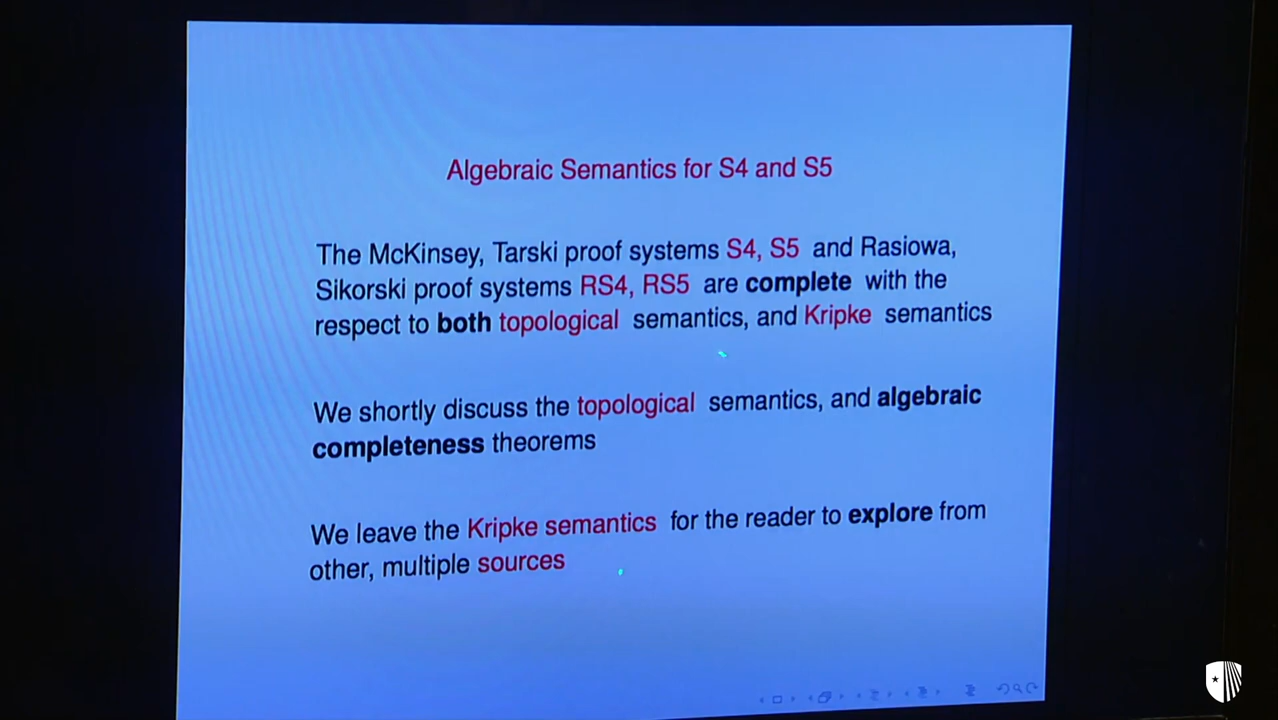 Algebraic Semantics for S4 and S5
The McKinsey, Tarski proof systems S4, S5 and Rasiowa,
Sikorski proof systems RS4, RS5 are complete with the
respect to both topological semantics, and Kripke semantics
We shortly discuss the topological semantics, and algebraic
completeness theorems
We leave the Kripke semantics for the reader to explore from
other, multiple sources